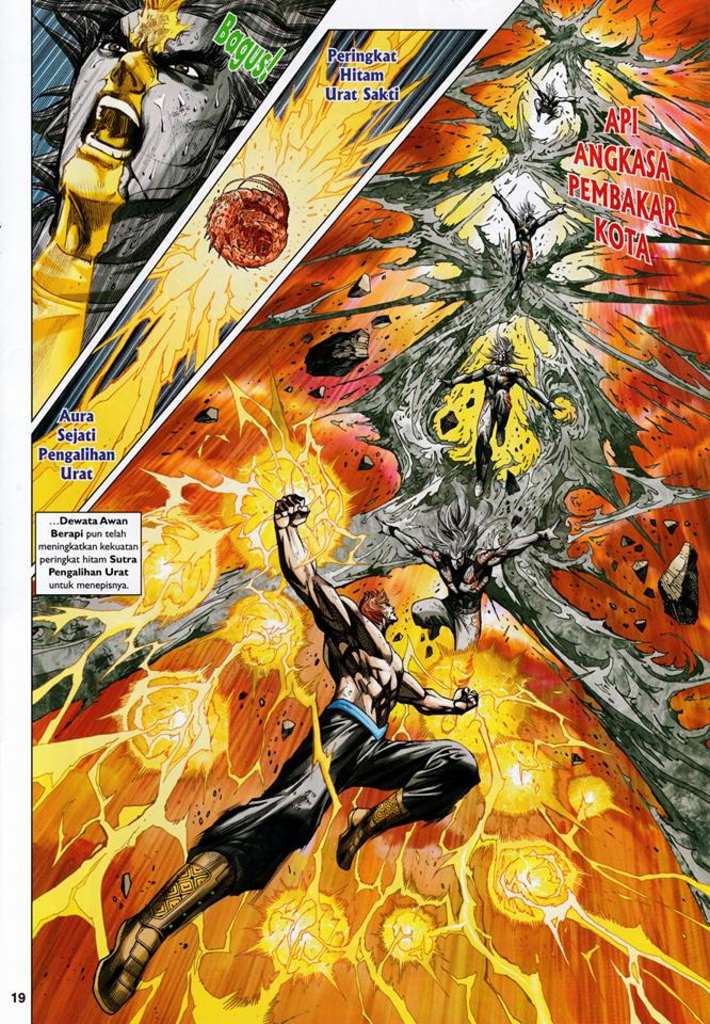 Bagus!
Peringkat
Hitam
Urat Sakti
API
ANGKASA
PEMBAKAR
KOTA
Aura
Sejati
Pengalihan
Urat
...Dewata Awan
Berapi pun telah
meningkatkan kekuatan
peringkat hitam Sutra
Pengalihan Urat
untuk menepisnya.
19